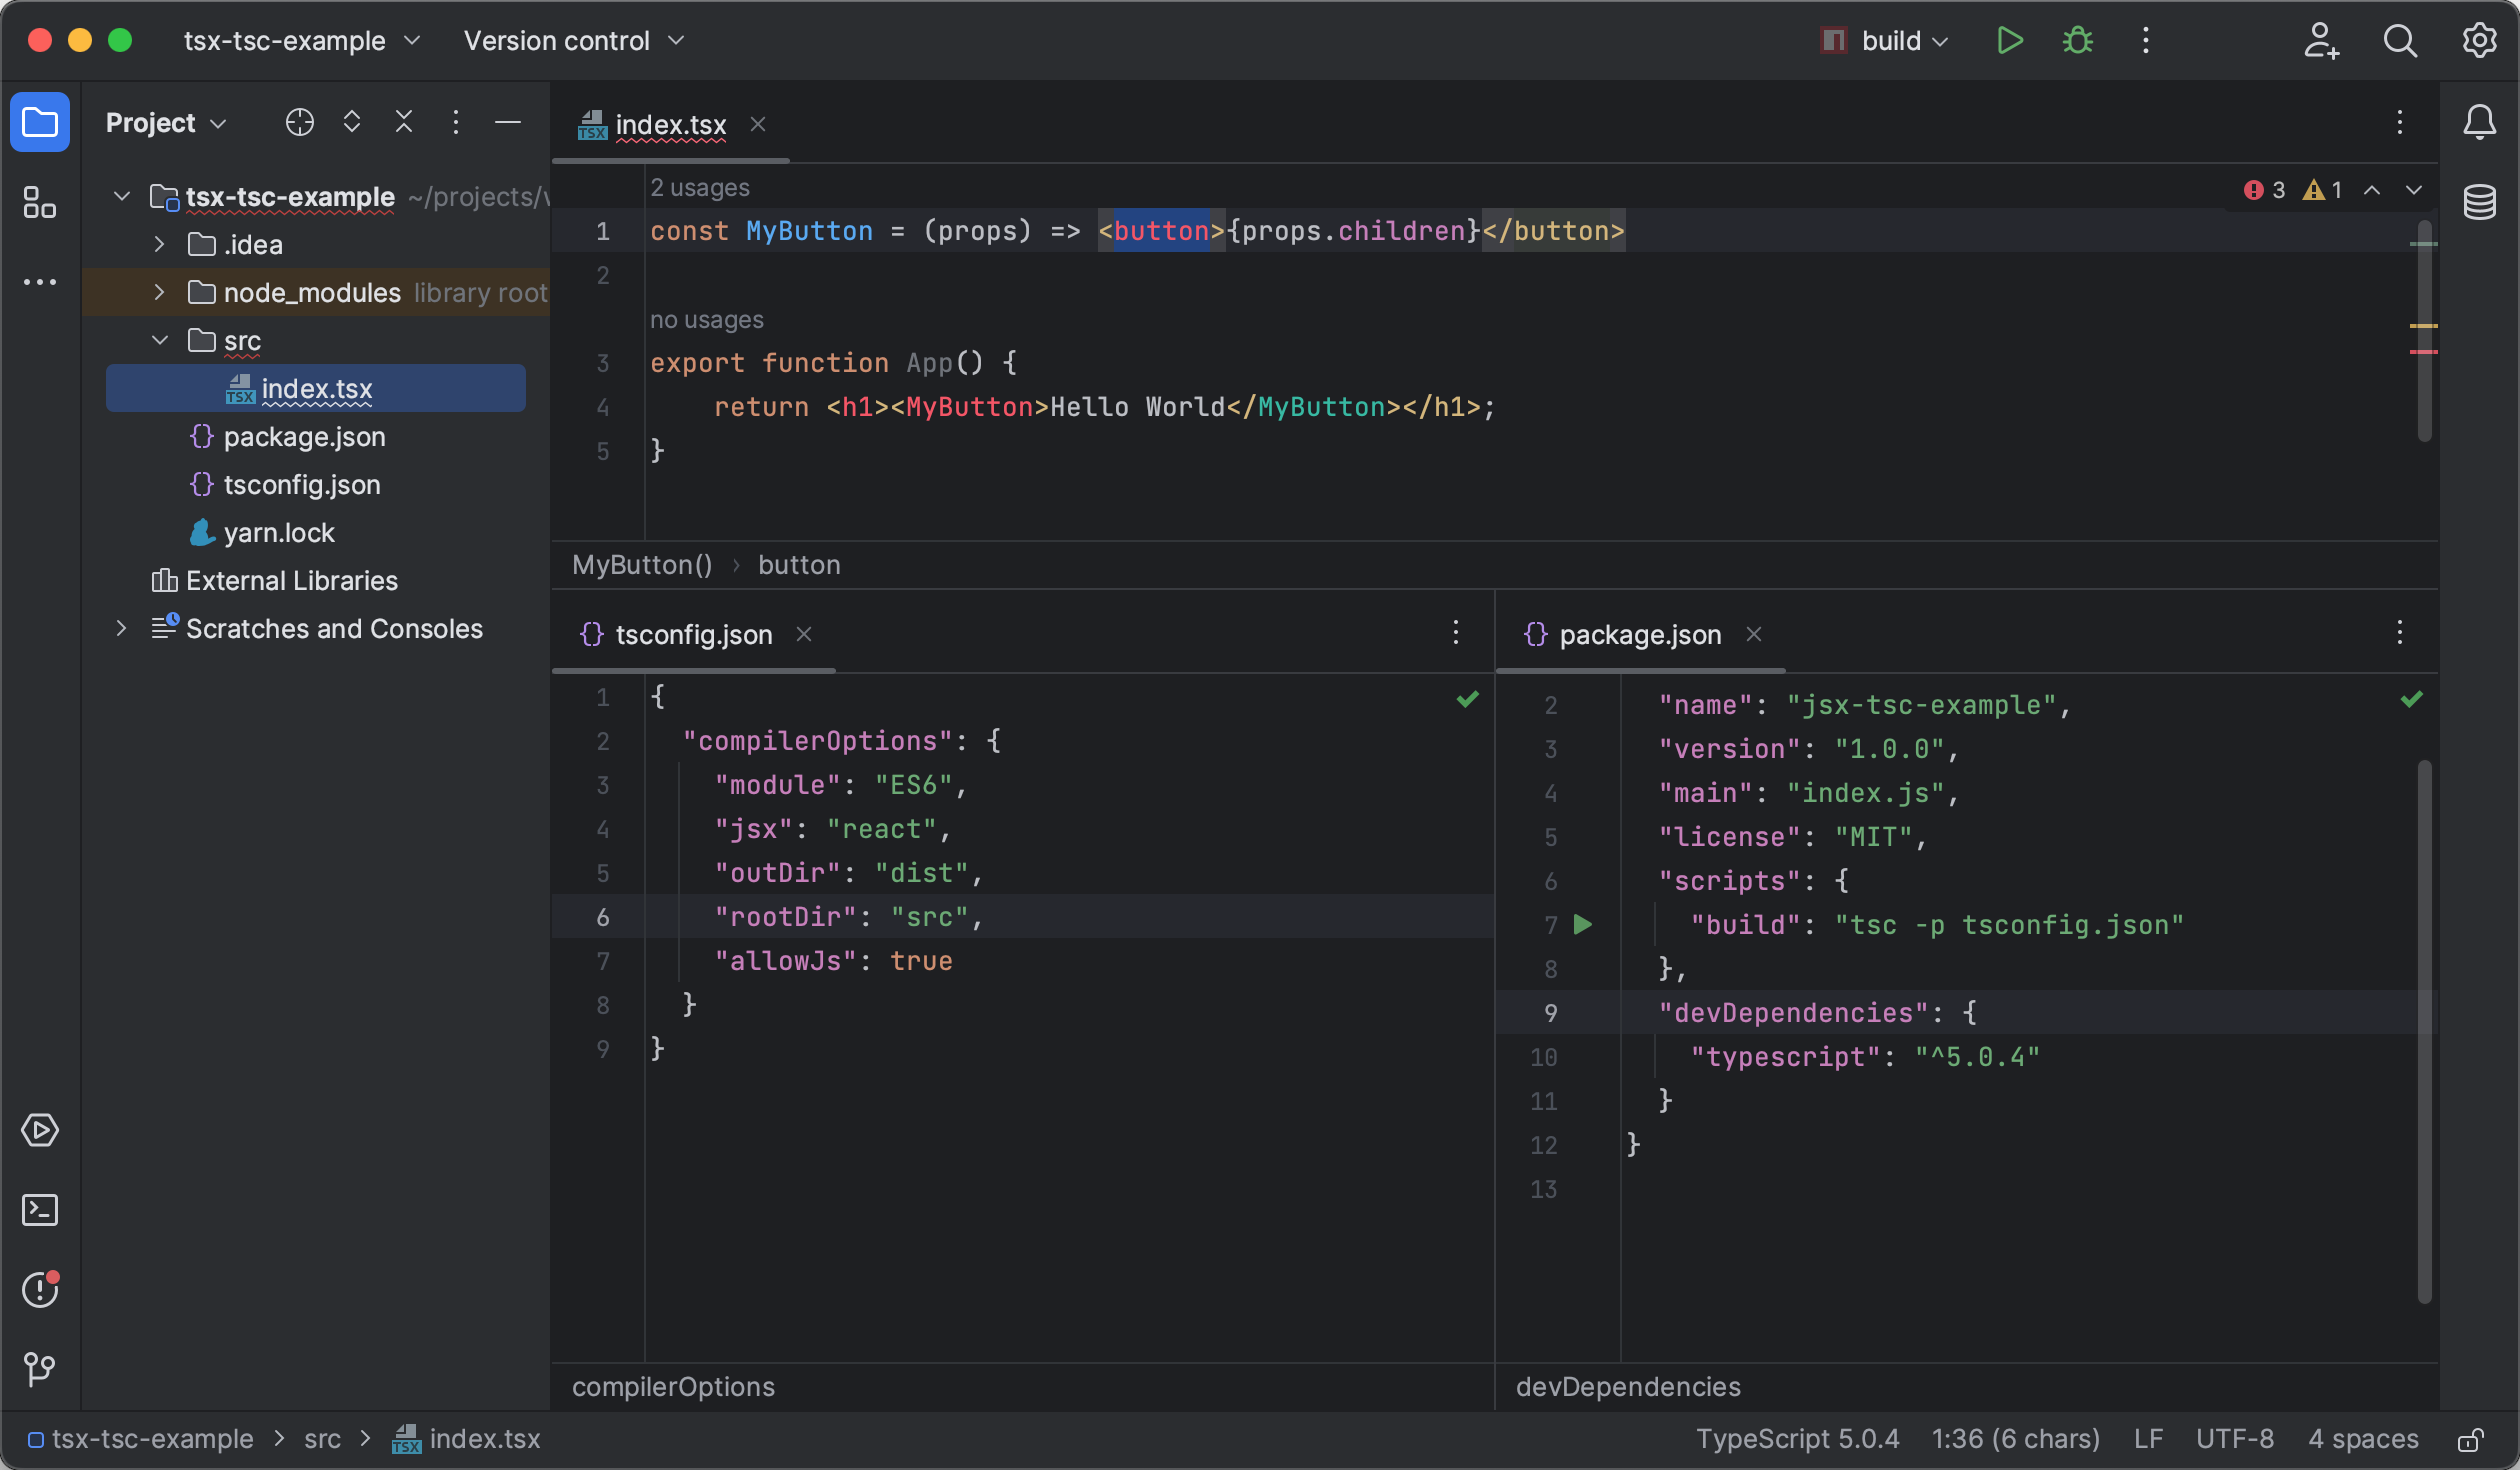 tsx-tsc-example Version control build
Project
tsx-tsc-example ~/projects/
.idea
node_modules library root
src
TSX index.tsx
package.json
tsconfig.json
yarn.lock
External Libraries
Scratches and Consoles
TSX index.tsx
3 1
2 usages
1 const MyButton = (props) => <button>{props.children}</button>
2
no usages
3 export function App() {
4 return <h1><MyButton>Hello World</MyButton></h1>;
5 }
MyButton() › button
{} tsconfig.json
1 {
2 "compilerOptions": {
3 "module": "ES6",
4 "jsx": "react",
5 "outDir": "dist",
6 "rootDir": "src",
7 "allowJs": true
8 }
9 }
compilerOptions
{} package.json
2 "name": "jsx-tsc-example",
3 "version": "1.0.0",
4 "main": "index.js",
5 "license": "MIT",
6 "scripts": {
7 "build": "tsc -p tsconfig.json"
8 },
9 "devDependencies": {
10 "typescript": "^5.0.4"
11 }
12 }
13
devDependencies
tsx-tsc-example > src > TSX index.tsx
TypeScript 5.0.4 1:36 (6 chars) LF UTF-8 4 spaces